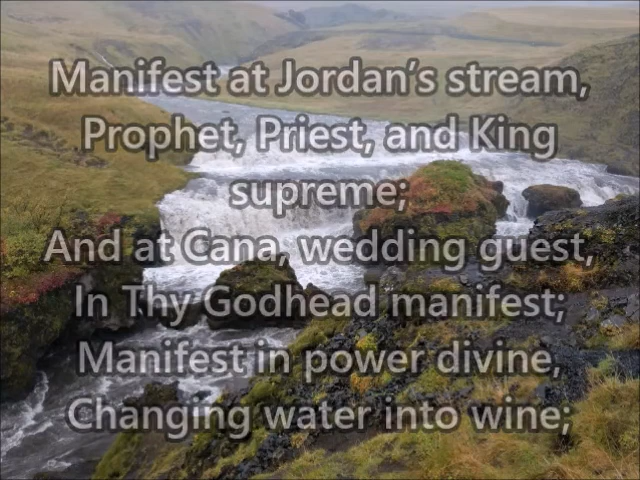 Manifest at Jordan’s stream,
Prophet, Priest, and King
supreme;
And at Cana, wedding guest,
In Thy Godhead manifest;
Manifest in power divine,
Changing water into wine;